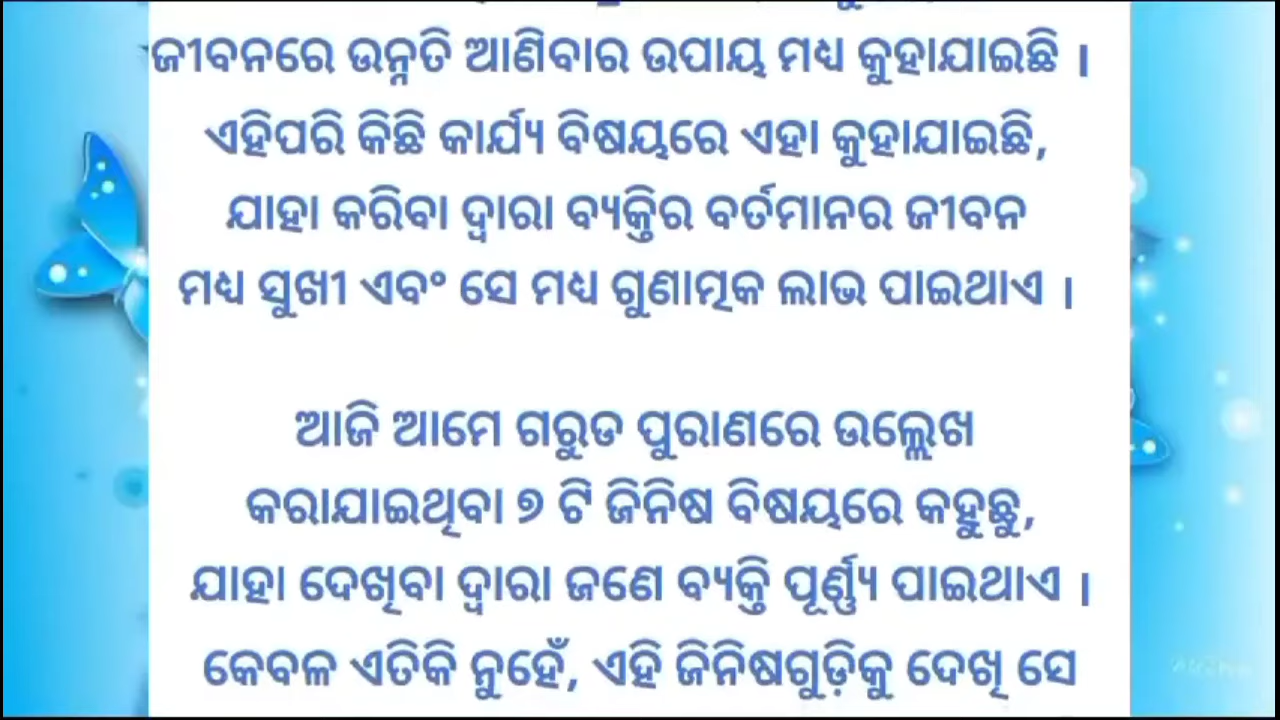 ଜୀବନରେ ଉନ୍ନତି ଆଣିବାର ଉପାୟ ମଧ୍ୟ କୁହାଯାଇଛି ।
ଏହିପରି କିଛି କାର୍ଯ୍ୟ ବିଷୟରେ ଏହା କୁହାଯାଇଛି,
ଯାହା କରିବା ଦ୍ୱାରା ବ୍ୟକ୍ତିର ବର୍ତମାନର ଜୀବନ
ମଧ୍ୟ ସୁଖୀ ଏବଂ ସେ ମଧ୍ୟ ଗୁଣାତ୍ମକ ଲାଭ ପାଇଥାଏ ।
ଆଜି ଆମେ ଗରୁଡ ପୁରାଣରେ ଉଲ୍ଲେଖ
କରାଯାଇଥିବା ୭ ଟି ଜିନିଷ ବିଷୟରେ କହୁଛୁ,
ଯାହା ଦେଖିବା ଦ୍ୱାରା ଜଣେ ବ୍ୟକ୍ତି ପୂର୍ଣ୍ଣ୍ୟ ପାଇଥାଏ ।
କେବଳ ଏତିକି ନୁହେଁ, ଏହି ଜିନିଷଗୁଡ଼ିକୁ ଦେଖି ସେ